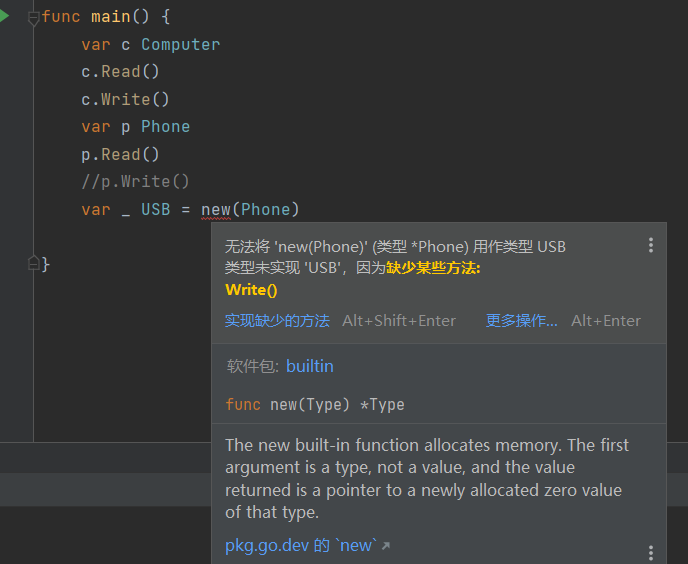 func main() {
var c Computer
c.Read()
c.Write()
var p Phone
p.Read()
//p.Write()
var _ USB = new(Phone)
无法将 'new(Phone)' (类型 *Phone) 用作类型 USB
类型未实现 'USB'，因为缺少某些方法:
Write()
实现缺少的方法 Alt+Shift+Enter 更多操作... Alt+Enter
}
软件包: builtin
func new(Type) *Type
The new built-in function allocates memory. The first
argument is a type, not a value, and the value
returned is a pointer to a newly allocated zero value
of that type.
pkg.go.dev 的 `new`↗